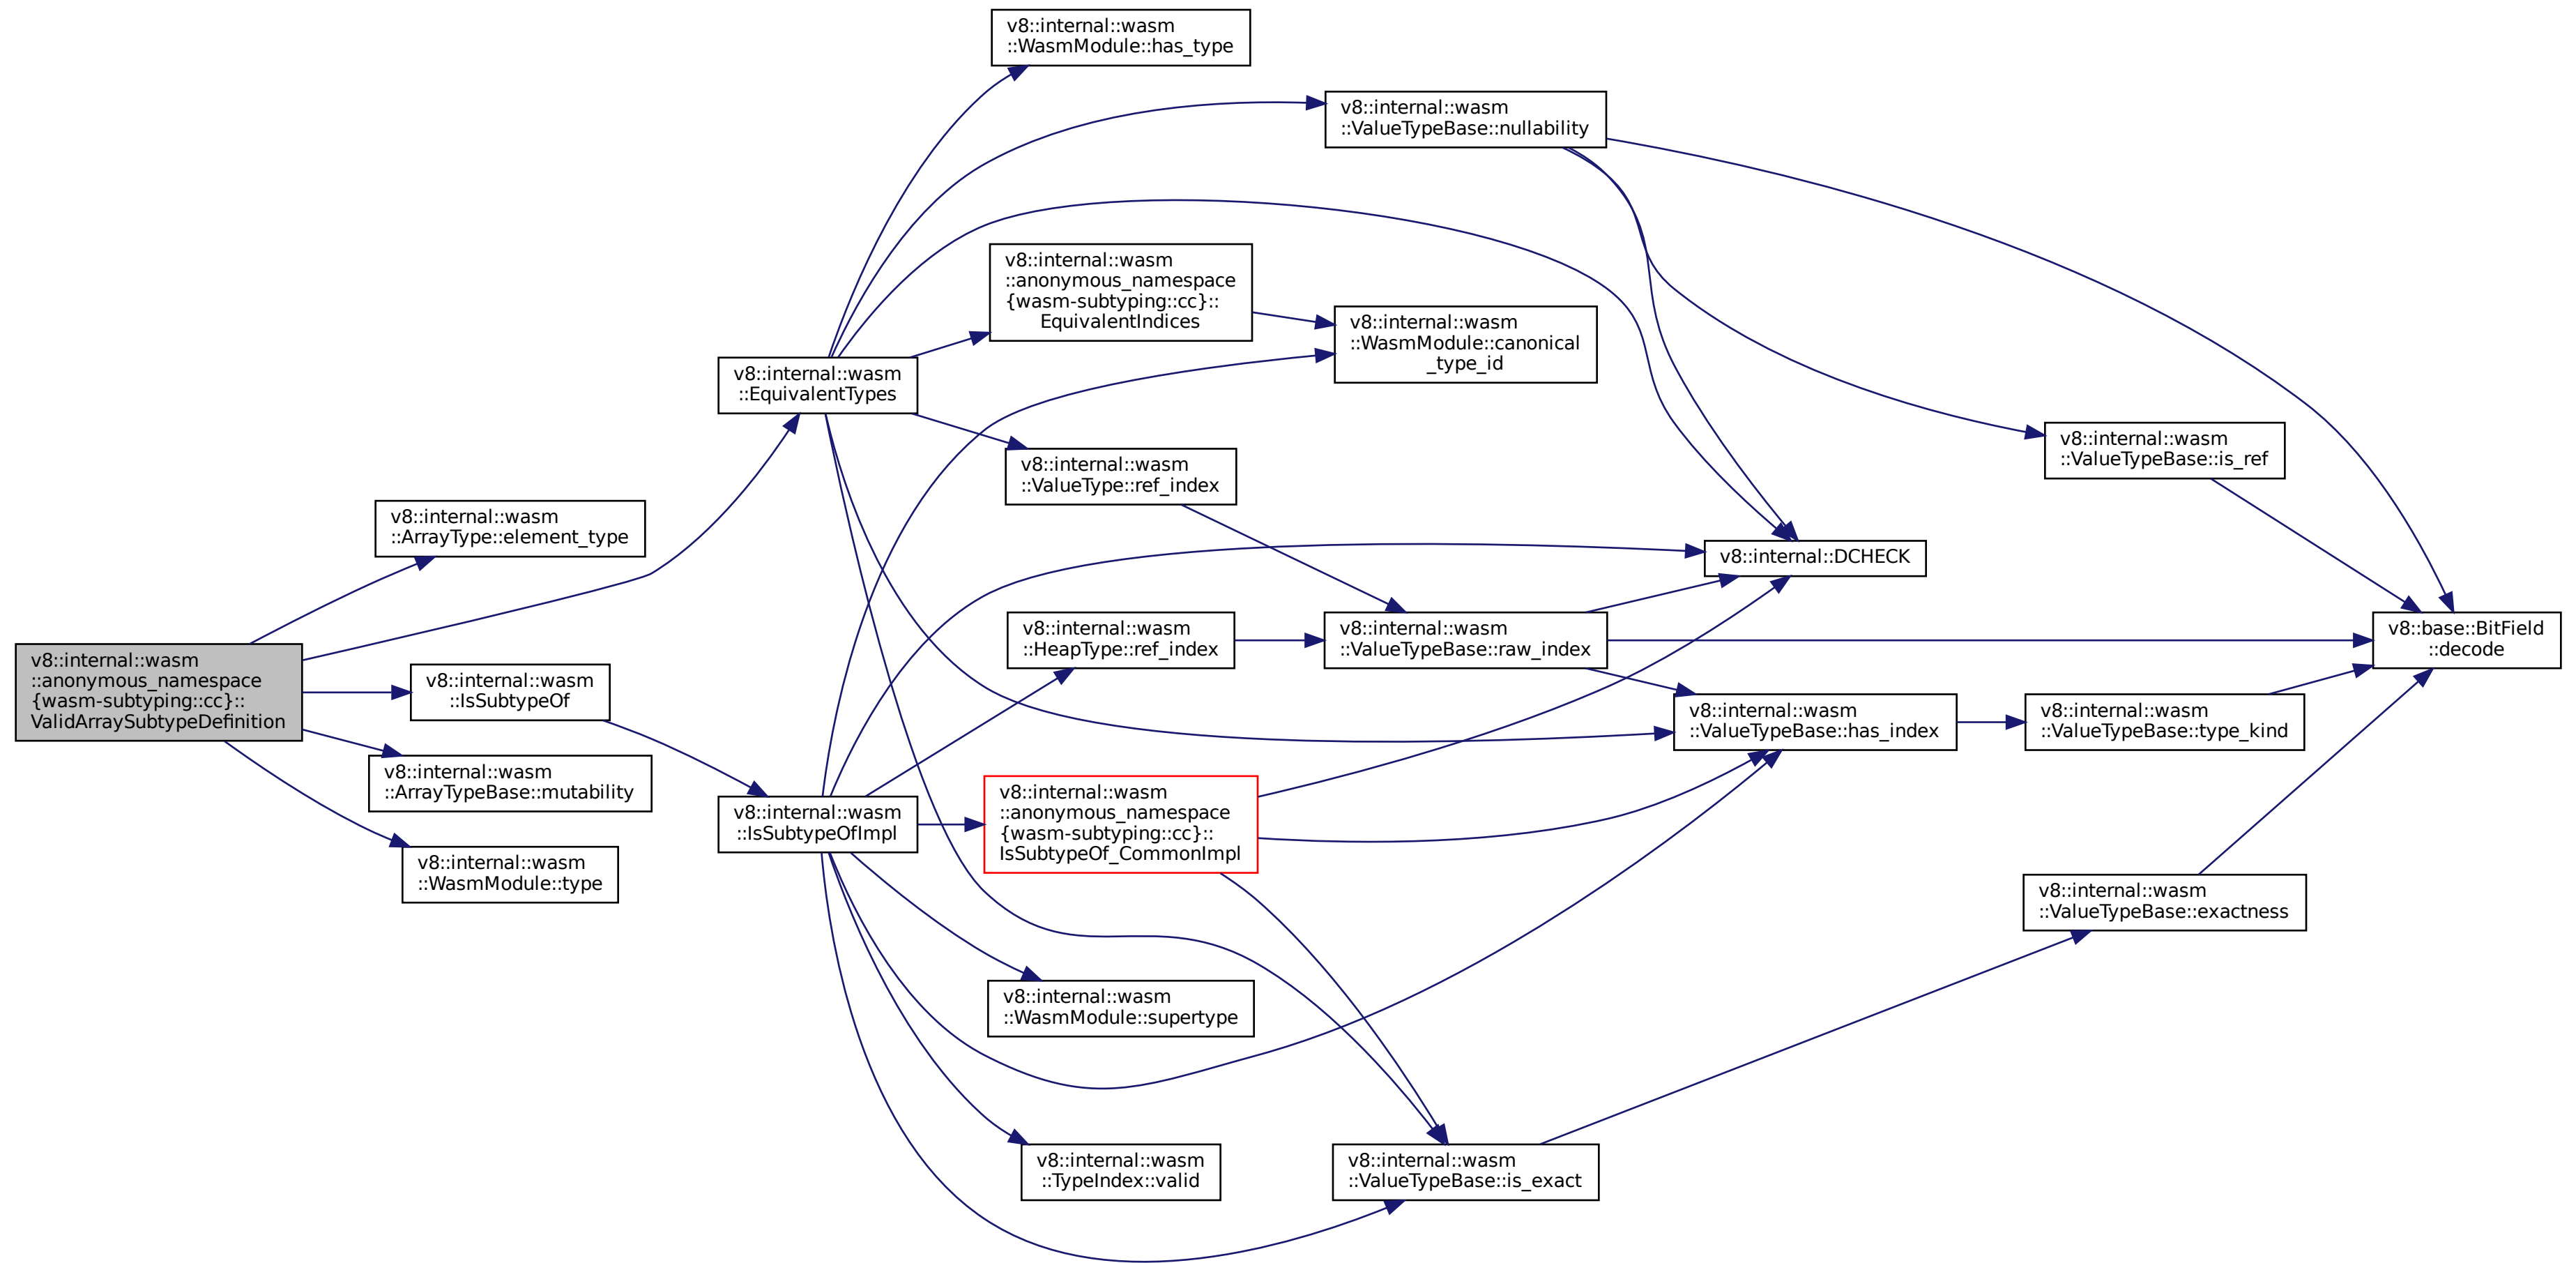 v8::internal::wasm
::WasmModule::has_type
v8::internal::wasm
::ValueTypeBase::nullability
v8::internal::wasm
::anonymous_namespace
{wasm-subtyping::cc}::
EquivalentIndices
v8::internal::wasm
::WasmModule::canonical
_type_id
v8::internal::wasm
::EquivalentTypes
v8::internal::wasm
::ValueTypeBase::is_ref
v8::internal::wasm
::ValueType::ref_index
v8::internal::wasm
::ArrayType::element_type
v8::internal::DCHECK
v8::internal::wasm
::HeapType::ref_index
v8::internal::wasm
::ValueTypeBase::raw_index
v8::base::BitField
::decode
v8::internal::wasm
::anonymous_namespace
{wasm-subtyping::cc}::
ValidArraySubtypeDefinition
v8::internal::wasm
::IsSubtypeOf
v8::internal::wasm
::ValueTypeBase::has_index
v8::internal::wasm
::ValueTypeBase::type_kind
v8::internal::wasm
::ArrayTypeBase::mutability
v8::internal::wasm
::IsSubtypeOfImpl
v8::internal::wasm
::anonymous_namespace
{wasm-subtyping::cc}::
IsSubtypeOf_CommonImpl
v8::internal::wasm
::WasmModule::type
v8::internal::wasm
::ValueTypeBase::exactness
v8::internal::wasm
::WasmModule::supertype
v8::internal::wasm
::TypeIndex::valid
v8::internal::wasm
::ValueTypeBase::is_exact